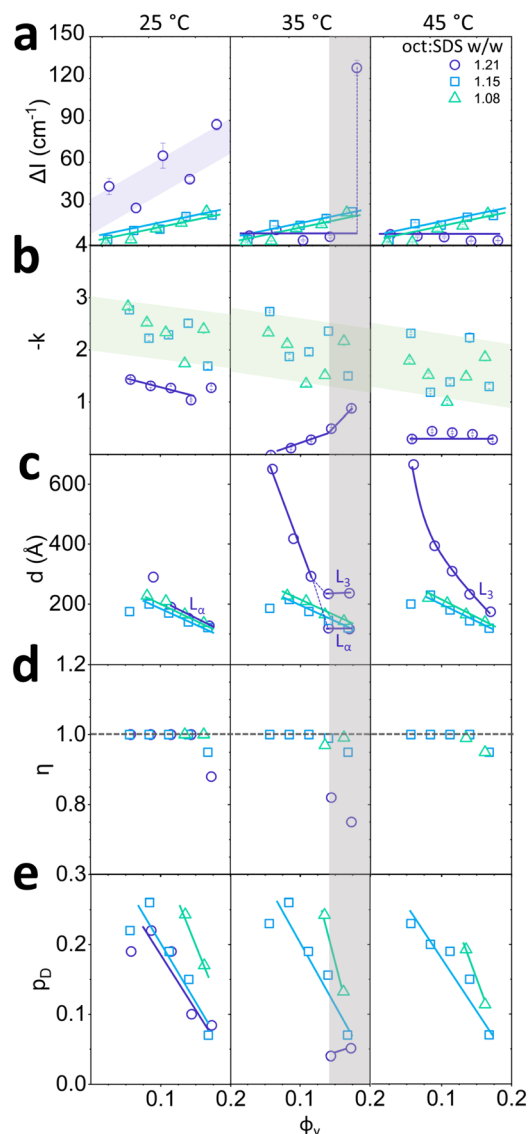 25 °C 35 °C 45 °C
a
oct:SDS w/w
1.21
1.15
1.08
ΔI (cm⁻¹)
150
120
90
60
30
4
b
-k
3
2
1
c
d (Å)
600
400
200
Lα
L₃
Lα
L₃
d
η
1.2
1.0
0.8
e
pD
0.3
0.2
0.1
0.0
0.1 0.2 0.1 0.2 0.1 0.2
ϕv